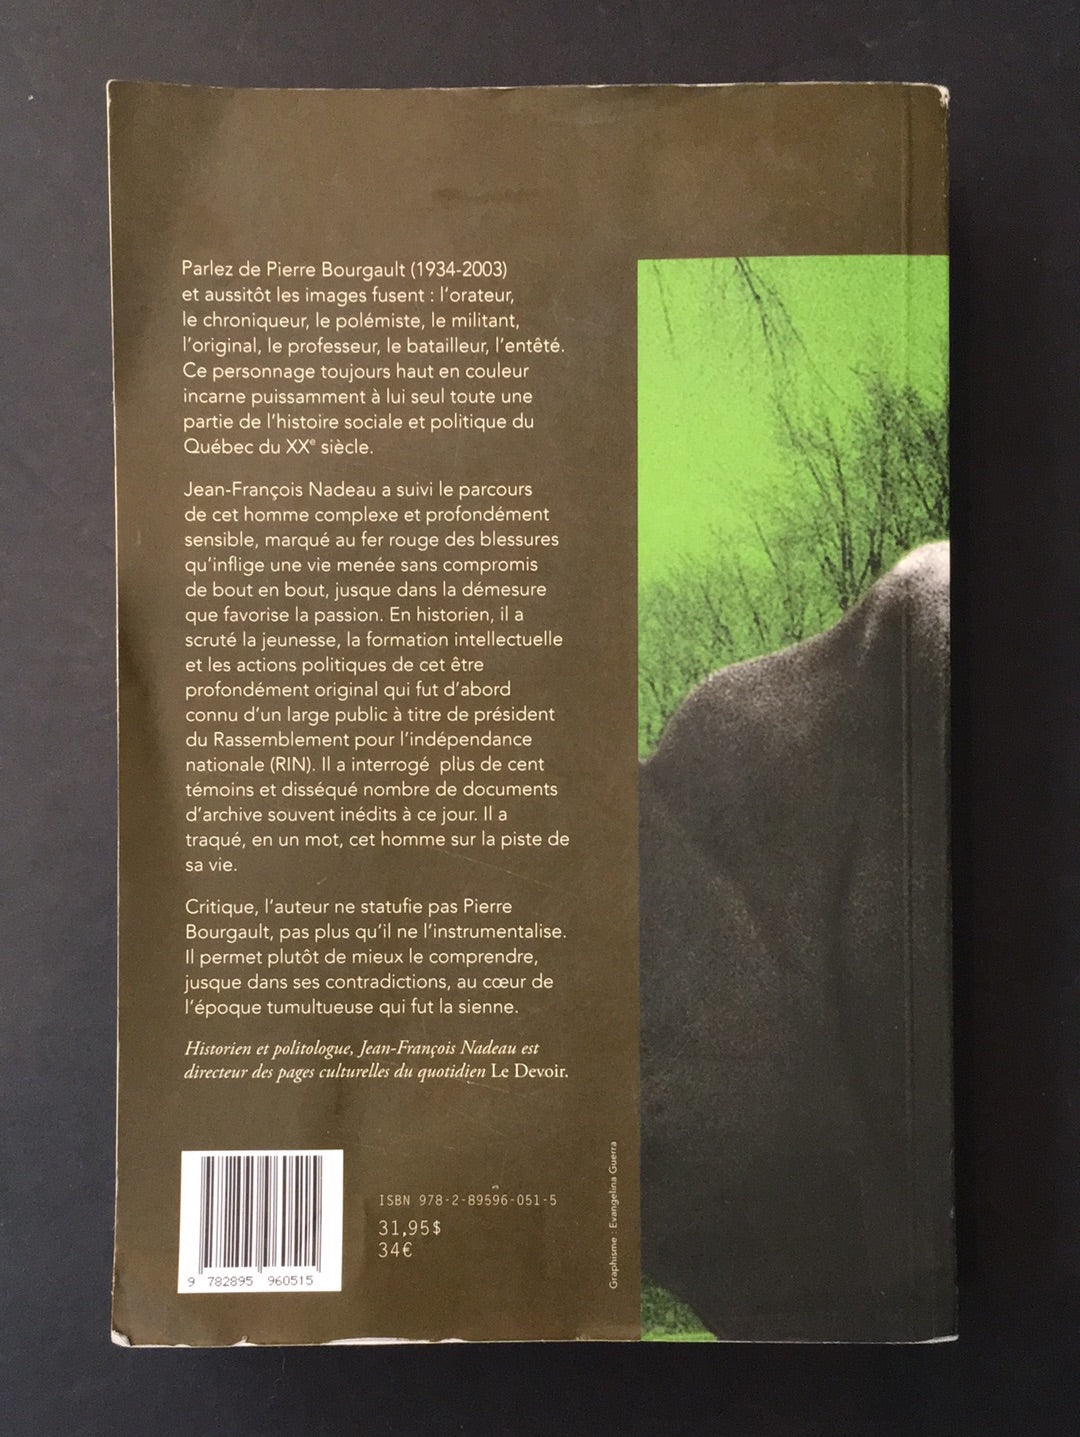 Parlez de Pierre Bourgault (1934-2003)
et aussitôt les images fusent : l'orateur,
le chroniqueur, le polémiste, le militant,
l'original, le professeur, le batailleur, l'entêté.
Ce personnage toujours haut en couleur
incarne puissamment à lui seul toute une
partie de l'histoire sociale et politique du
Québec du XXe siècle.
Jean-François Nadeau a suivi le parcours
de cet homme complexe et profondément
sensible, marqué au fer rouge des blessures
qu'inflige une vie menée sans compromis
de bout en bout, jusque dans la démesure
que favorise la passion. En historien, il a
scruté la jeunesse, la formation intellectuelle
et les actions politiques de cet être
profondément original qui fut d'abord
connu d'un large public à titre de président
du Rassemblement pour l'indépendance
nationale (RIN). Il a interrogé plus de cent
témoins et disséqué nombre de documents
d'archive souvent inédits à ce jour. Il a
traqué, en un mot, cet homme sur la piste de
sa vie.
Critique, l'auteur ne statufie pas Pierre
Bourgault, pas plus qu'il ne l'instrumentalise.
Il permet plutôt de mieux le comprendre,
jusque dans ses contradictions, au cœur de
l'époque tumultueuse qui fut la sienne.
Historien et politologue, Jean-François Nadeau est
directeur des pages culturelles du quotidien Le Devoir.
ISBN 978-2-89596-051-5
31,95$
34€
9 782895 960515
Graphisme : Evangelina Guerra